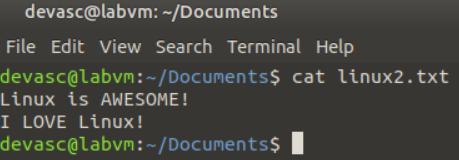 devasc@labvm: ~/Documents
File Edit View Search Terminal Help
devasc@labvm:~/Documents$ cat linux2.txt
Linux is AWESOME!
I LOVE Linux!
devasc@labvm:~/Documents$